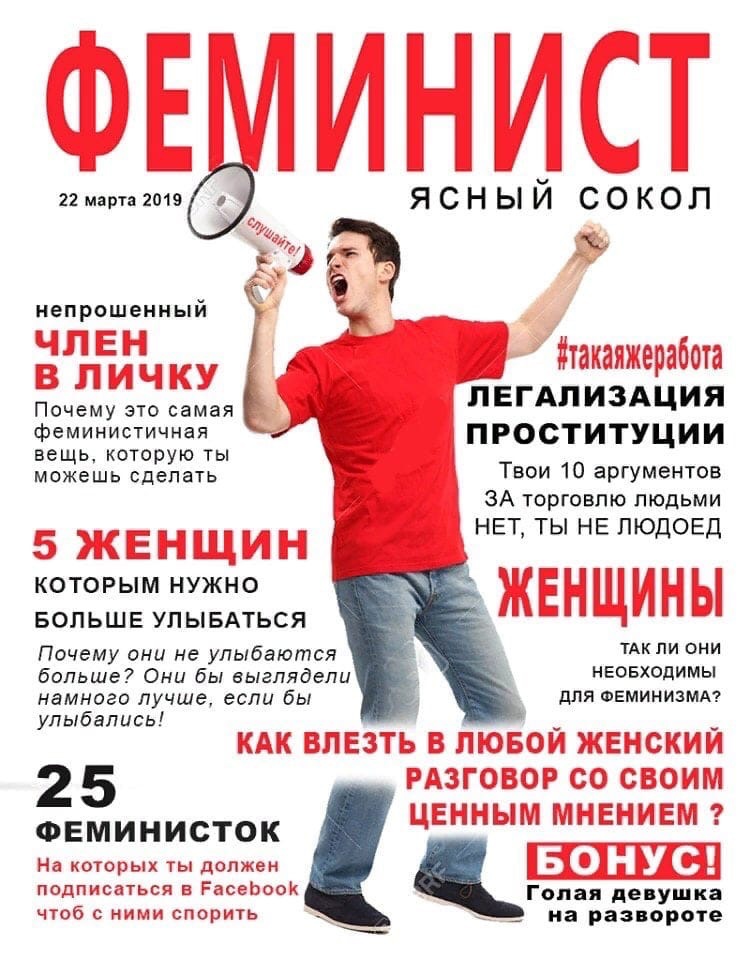 ФЕМИНИСТ
ЯСНЫЙ СОКОЛ
22 марта 2019
слушайте!
непрошенный
ЧЛЕН
В ЛИЧКУ
Почему это самая
феминистичная
вещь, которую ты
можешь сделать
#такаяжеработа
ЛЕГАЛИЗАЦИЯ
ПРОСТИТУЦИИ
Твои 10 аргументов
ЗА торговлю людьми
НЕТ, ТЫ НЕ ЛЮДОЕД
5 ЖЕНЩИН
КОТОРЫМ НУЖНО
БОЛЬШЕ УЛЫБАТЬСЯ
Почему они не улыбаются
больше? Они бы выглядели
намного лучше, если бы
улыбались!
ЖЕНЩИНЫ
ТАК ЛИ ОНИ
НЕОБХОДИМЫ
ДЛЯ ФЕМИНИЗМА?
КАК ВЛЕЗТЬ В ЛЮБОЙ ЖЕНСКИЙ
РАЗГОВОР СО СВОИМ
ЦЕННЫМ МНЕНИЕМ ?
25
ФЕМИНИСТОК
На которых ты должен
подписаться в Facebook
чтоб с ними спорить
БОНУС!
Голая девушка
на развороте